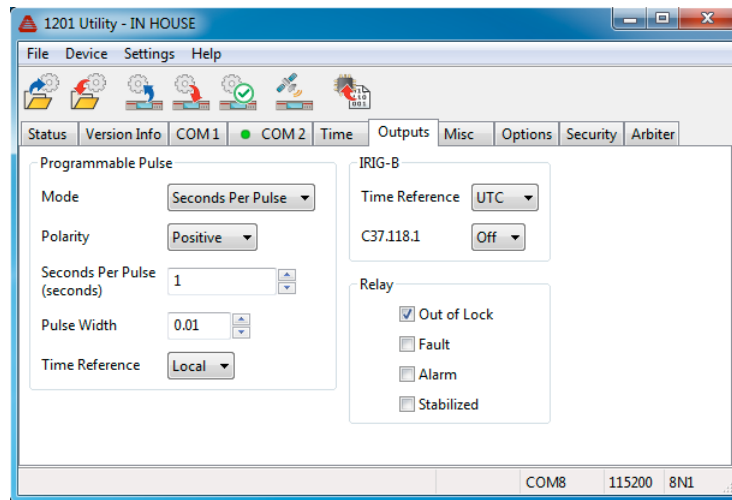 1201 Utility - IN HOUSE
File Device Settings Help
Status Version Info COM 1 COM 2 Time Outputs Misc Options Security Arbiter
Programmable Pulse
Mode Seconds Per Pulse
Polarity Positive
Seconds Per Pulse
(seconds)
1
Pulse Width 0.01
Time Reference Local
IRIG-B
Time Reference UTC
C37.118.1 Off
Relay
Out of Lock
Fault
Alarm
Stabilized
COM8 115200 8N1